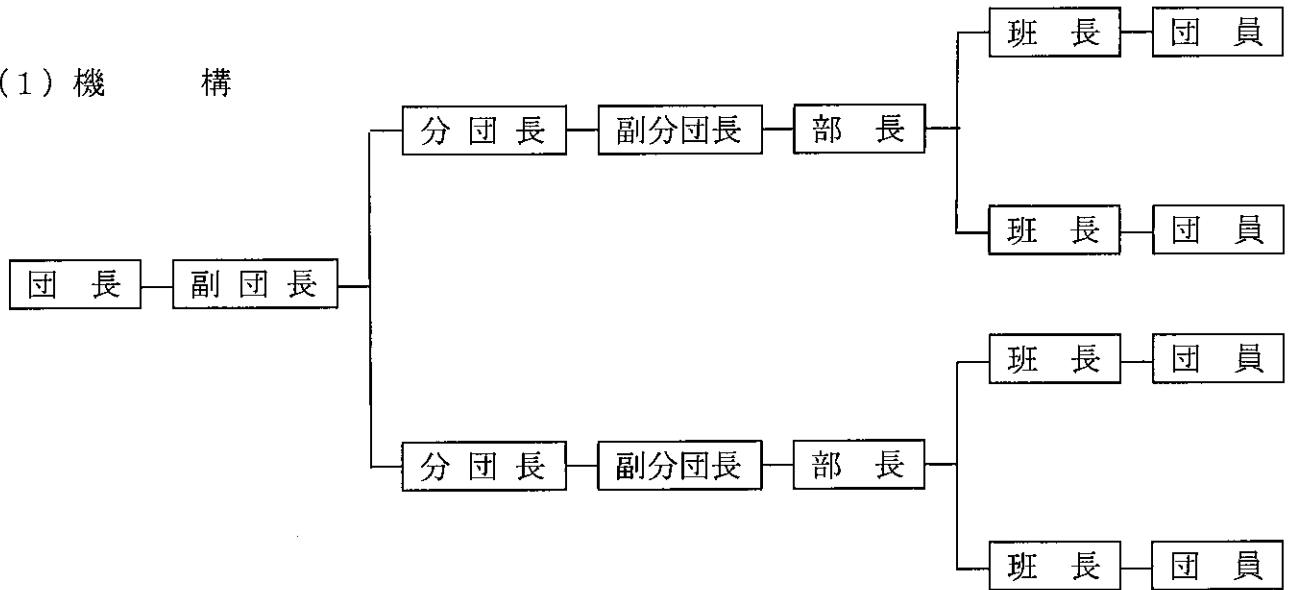 (1) 機 構
団 長
副 団 長
分 団 長
副分団長
部 長
班 長
団 員
班 長
団 員
分 団 長
副分団長
部 長
班 長
団 員
班 長
団 員